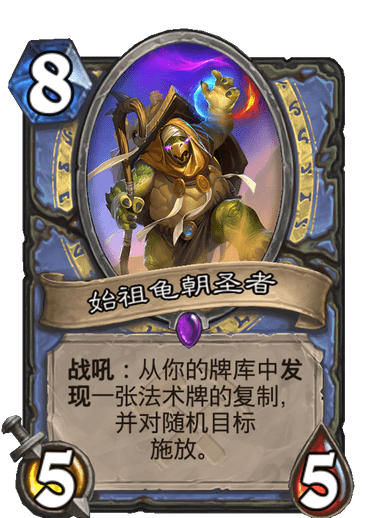 8
始祖龟朝圣者
战吼：从你的牌库中发
现一张法术牌的复制，
并对随机目标
施放。
5
5